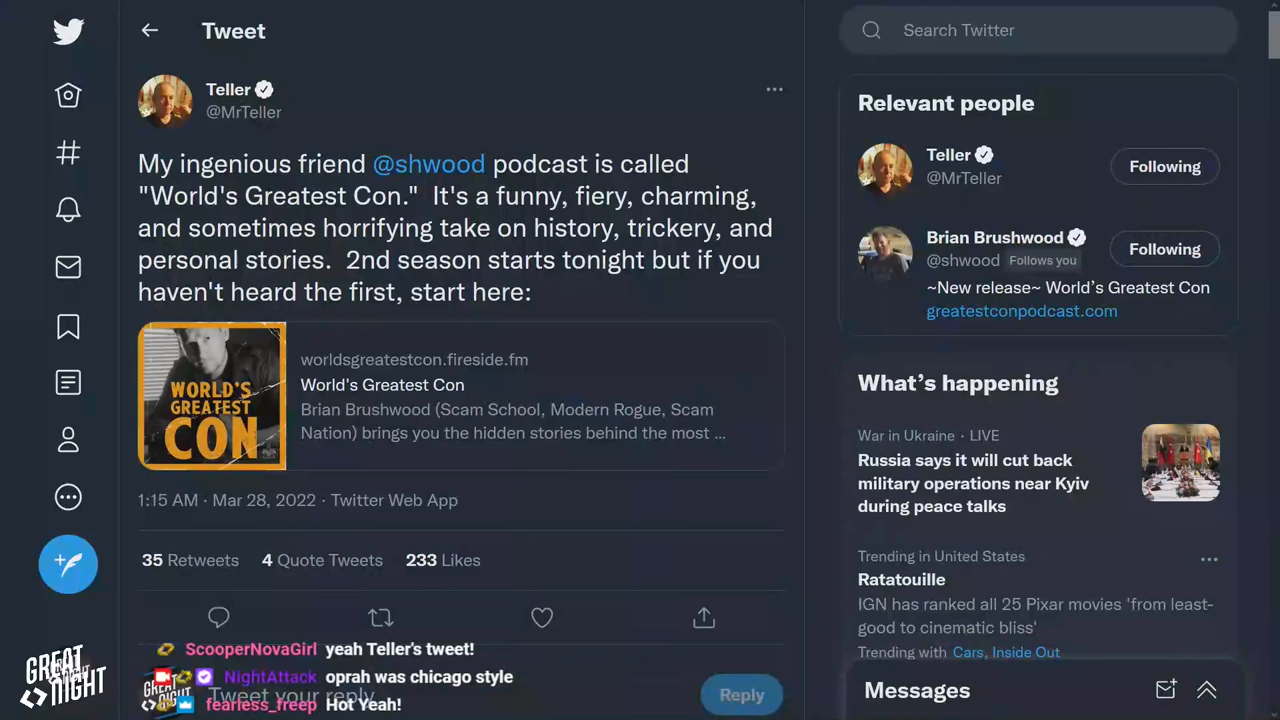 Tweet
Teller
@MrTeller
My ingenious friend @shwood podcast is called
"World's Greatest Con."  It's a funny, fiery, charming,
and sometimes horrifying take on history, trickery, and
personal stories.  2nd season starts tonight but if you
haven't heard the first, start here:
WORLD'S
GREATEST
CON
worldsgreatestcon.fireside.fm
World's Greatest Con
Brian Brushwood (Scam School, Modern Rogue, Scam
Nation) brings you the hidden stories behind the most ...
1:15 AM · Mar 28, 2022 · Twitter Web App
35 Retweets 4 Quote Tweets 233 Likes
ScooperNovaGirl yeah Teller's tweet!
NightAttack oprah was chicago style
Tweet your reply
Reply
fearless_freep Hot Yeah!
GREAT
NIGHT
Search Twitter
Relevant people
Teller
@MrTeller
Following
Brian Brushwood
@shwood Follows you
Following
~New release~ World's Greatest Con
greatestconpodcast.com
What's happening
War in Ukraine · LIVE
Russia says it will cut back
military operations near Kyiv
during peace talks
Trending in United States
Ratatouille
IGN has ranked all 25 Pixar movies 'from least-
good to cinematic bliss'
Trending with Cars, Inside Out
Messages